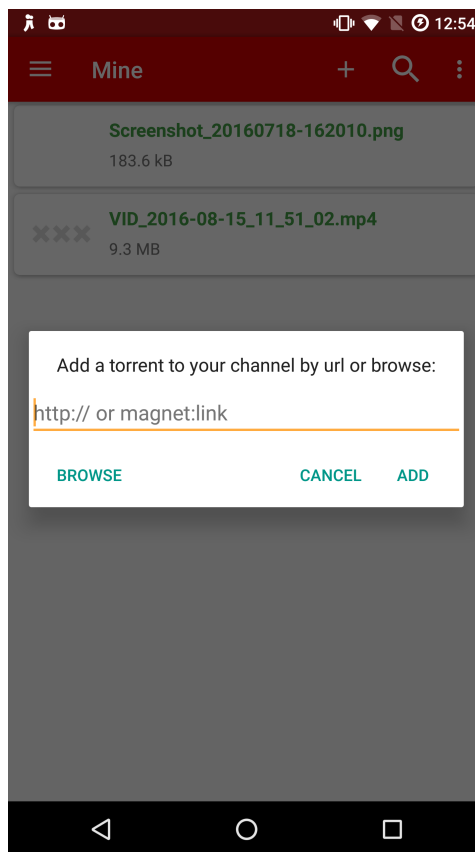 12:54
Mine
Screenshot_20160718-162010.png
183.6 kB
VID_2016-08-15_11_51_02.mp4
9.3 MB
Add a torrent to your channel by url or browse:
http:// or magnet:link
BROWSE CANCEL ADD